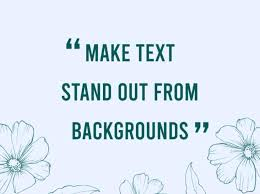 “ MAKE TEXT
STAND OUT FROM
BACKGROUNDS ”